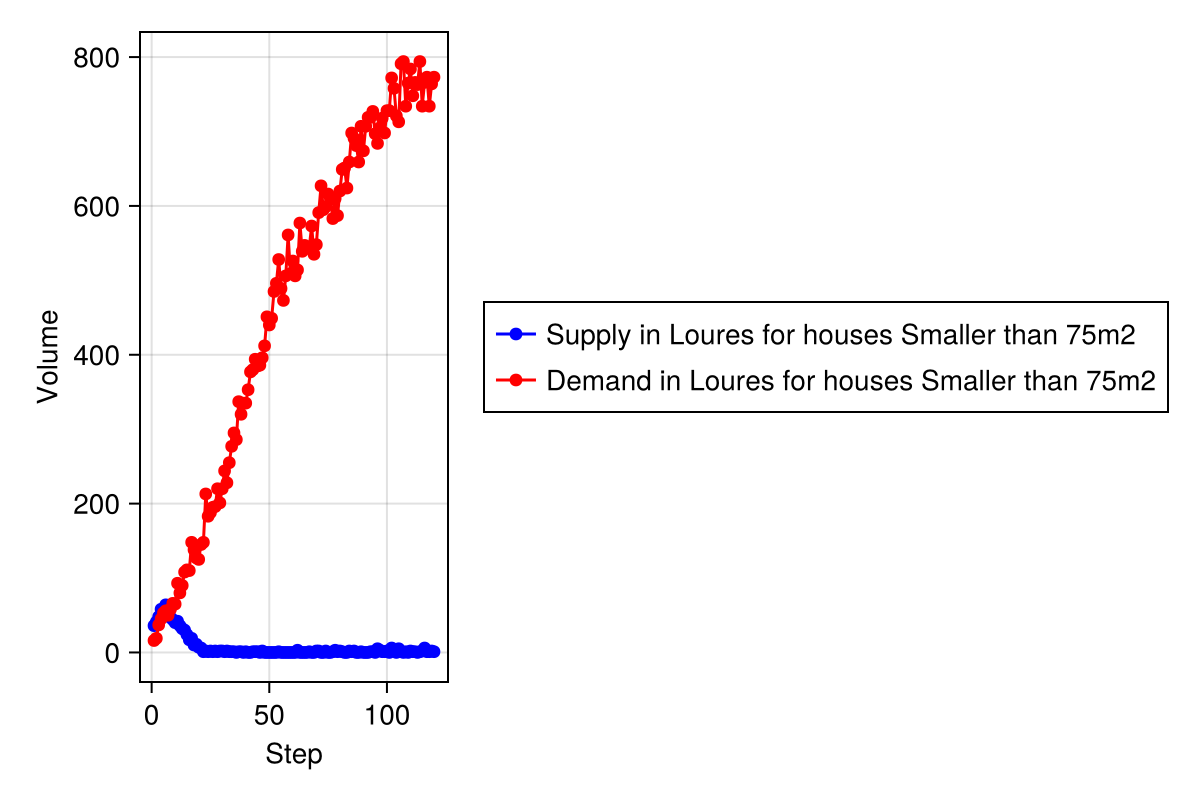 800
600
400
200
0
Volume
0 50 100
Step
Supply in Loures for houses Smaller than 75m2
Demand in Loures for houses Smaller than 75m2